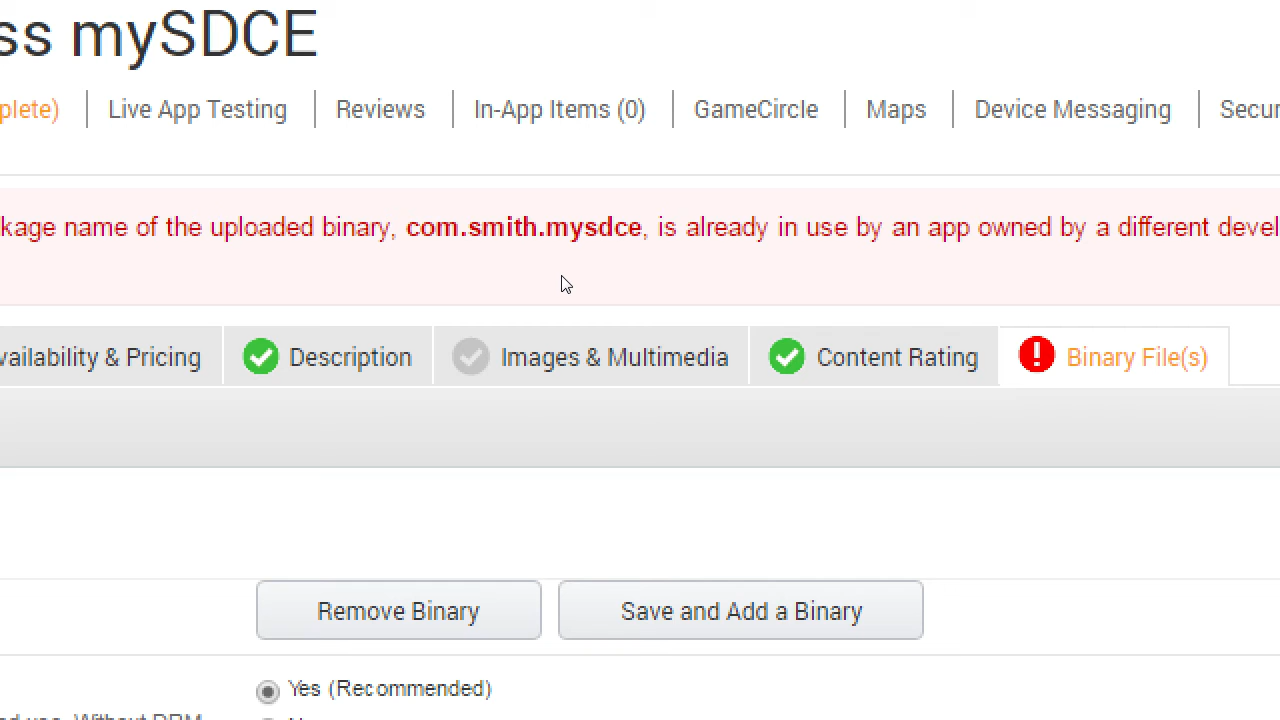 ss mySDCE
plete) Live App Testing Reviews In-App Items (0) GameCircle Maps Device Messaging Secur
kage name of the uploaded binary, com.smith.mysdce, is already in use by an app owned by a different devel
vailability & Pricing Description Images & Multimedia Content Rating Binary File(s)
Remove Binary Save and Add a Binary
Yes (Recommended)
Without DRM